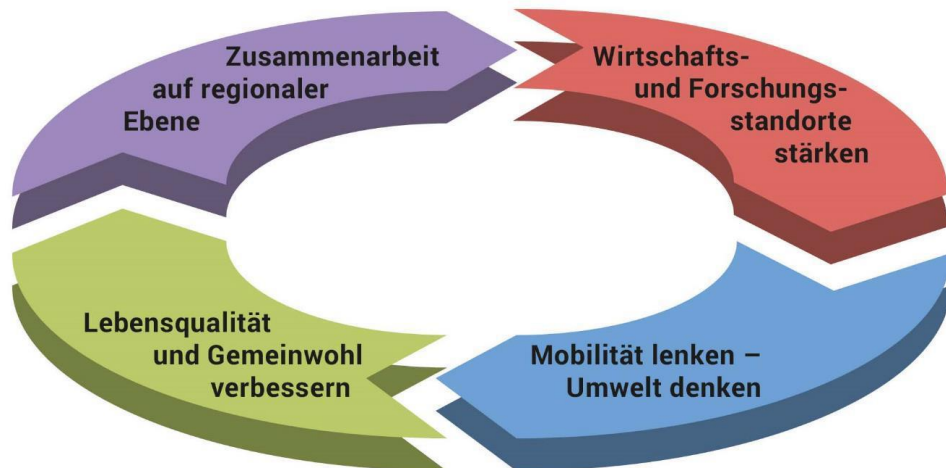 Zusammenarbeit
auf regionaler
Ebene
Wirtschafts-
und Forschungs-
standorte
stärken
Mobilität lenken –
Umwelt denken
Lebensqualität
und Gemeinwohl
verbessern